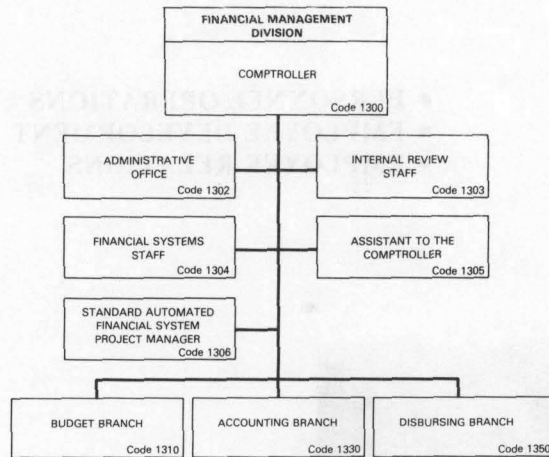 FINANCIAL MANAGEMENT
DIVISION
COMPTROLLER
Code 1300
ADMINISTRATIVE
OFFICE
Code 1302
INTERNAL REVIEW
STAFF
Code 1303
FINANCIAL SYSTEMS
STAFF
Code 1304
ASSISTANT TO THE
COMPTROLLER
Code 1305
STANDARD AUTOMATED
FINANCIAL SYSTEM
PROJECT MANAGER
Code 1306
BUDGET BRANCH
Code 1310
ACCOUNTING BRANCH
Code 1330
DISBURSING BRANCH
Code 1350